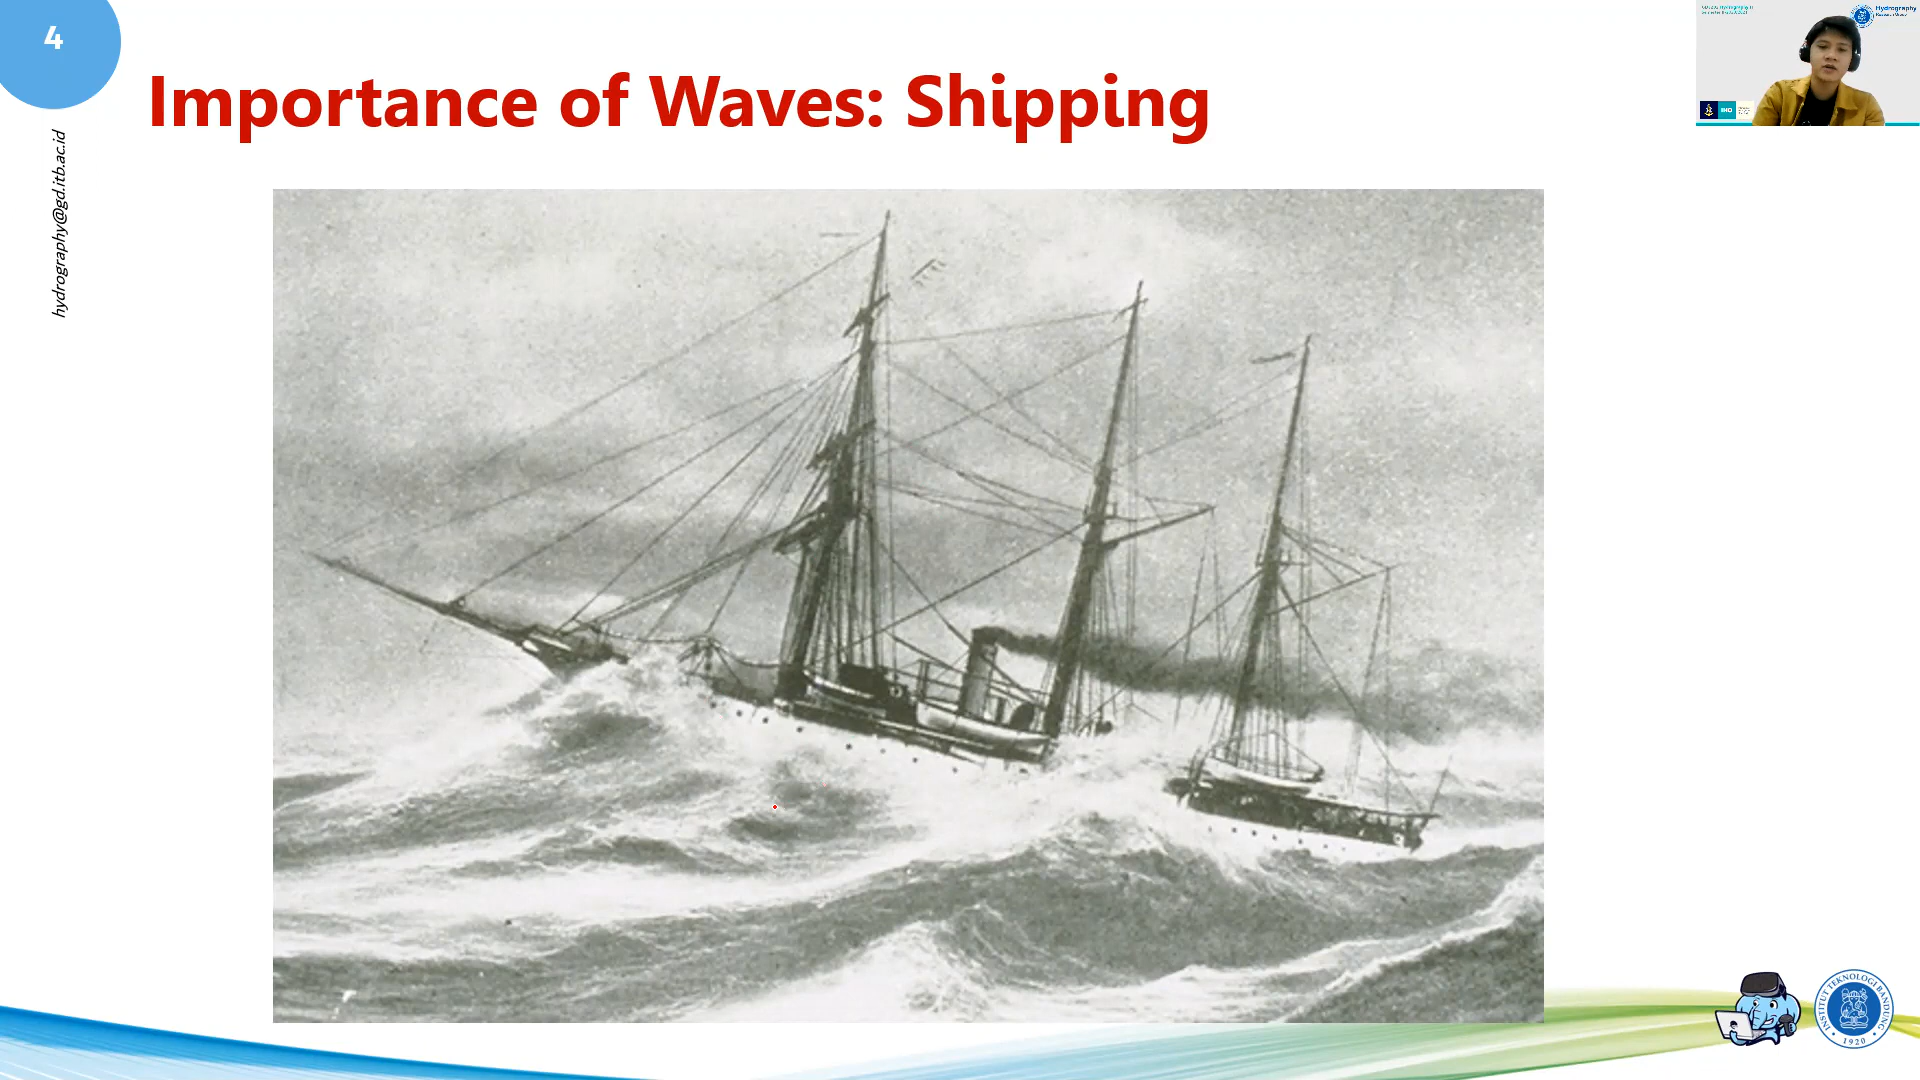 4
Importance of Waves: Shipping
hydrography@gd.itb.ac.id
Hydrography
INSTITUT TEKNOLOGI BANDUNG
1920